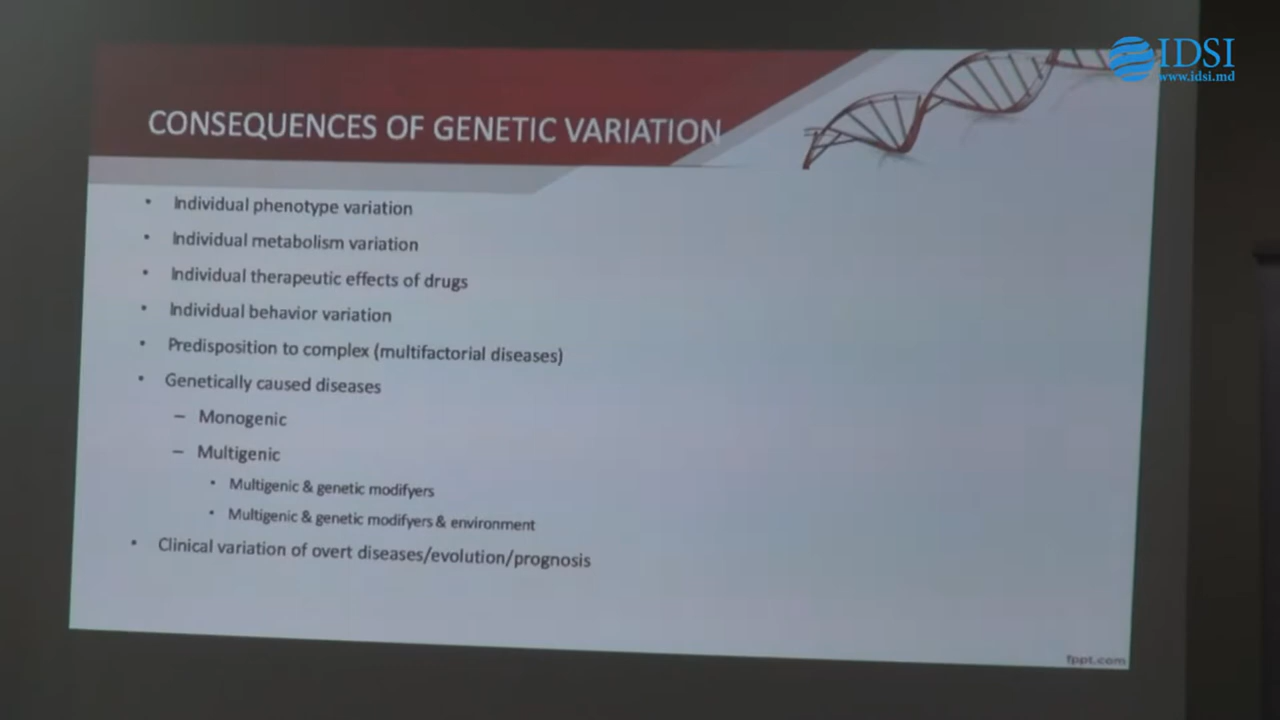 IDSI
www.idsi.md
CONSEQUENCES OF GENETIC VARIATION
• Individual phenotype variation
• Individual metabolism variation
• Individual therapeutic effects of drugs
• Individual behavior variation
• Predisposition to complex (multifactorial diseases)
• Genetically caused diseases
– Monogenic
– Multigenic
• Multigenic & genetic modifyers
• Multigenic & genetic modifyers & environment
• Clinical variation of overt diseases/evolution/prognosis
fppt.com